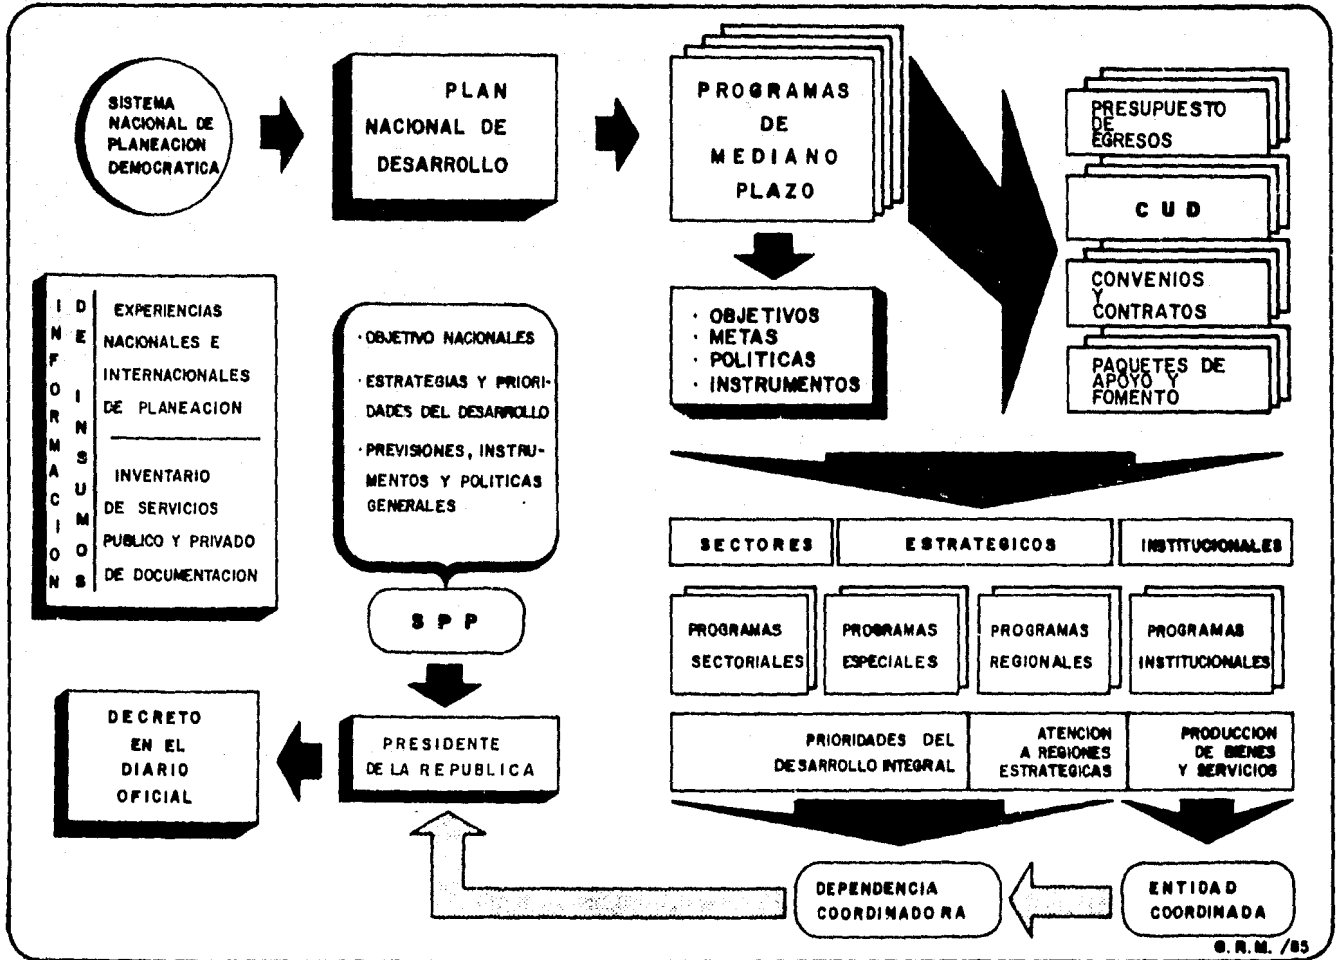 SISTEMA
NACIONAL DE
PLANEACION
DEMOCRATICA
PLAN
NACIONAL DE
DESARROLLO
PROGRAMAS
DE
MEDIANO
PLAZO
PRESUPUESTO
DE
EGRESOS
CUD
CONVENIOS
Y
CONTRATOS
PAQUETES DE
APOYO Y
FOMENTO
INFORMACION
DE INSUMOS
EXPERIENCIAS
NACIONALES E
INTERNACIONALES
DE PLANEACION
INVENTARIO
DE SERVICIOS
PUBLICO Y PRIVADO
DE DOCUMENTACION
· OBJETIVO NACIONALES
· ESTRATEGIAS Y PRIORI-
DADES DEL DESARROLLO
· PREVISIONES, INSTRU-
MENTOS Y POLITICAS
GENERALES
· OBJETIVOS
· METAS
· POLITICAS
· INSTRUMENTOS
SPP
PRESIDENTE
DE LA REPUBLICA
DECRETO
EN EL
DIARIO
OFICIAL
SECTORES
ESTRATEGICOS
INSTITUCIONALES
PROGRAMAS
SECTORIALES
PROGRAMAS
ESPECIALES
PROGRAMAS
REGIONALES
PROGRAMAS
INSTITUCIONALES
PRIORIDADES DEL
DESARROLLO INTEGRAL
ATENCION
A REGIONES
ESTRATEGICAS
PRODUCCION
DE BIENES
Y SERVICIOS
DEPENDENCIA
COORDINADORA
ENTIDAD
COORDINADA
G.R.M. /85